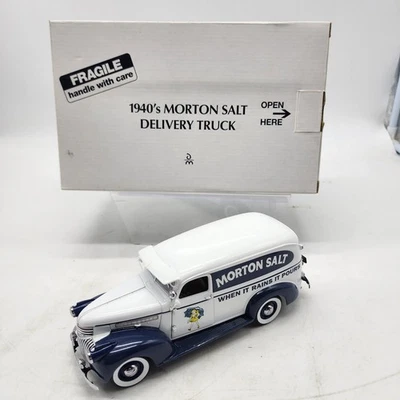 FRAGILE
handle with care
1940's MORTON SALT
DELIVERY TRUCK
OPEN
HERE
MORTON SALT
WHEN IT RAINS IT POURS